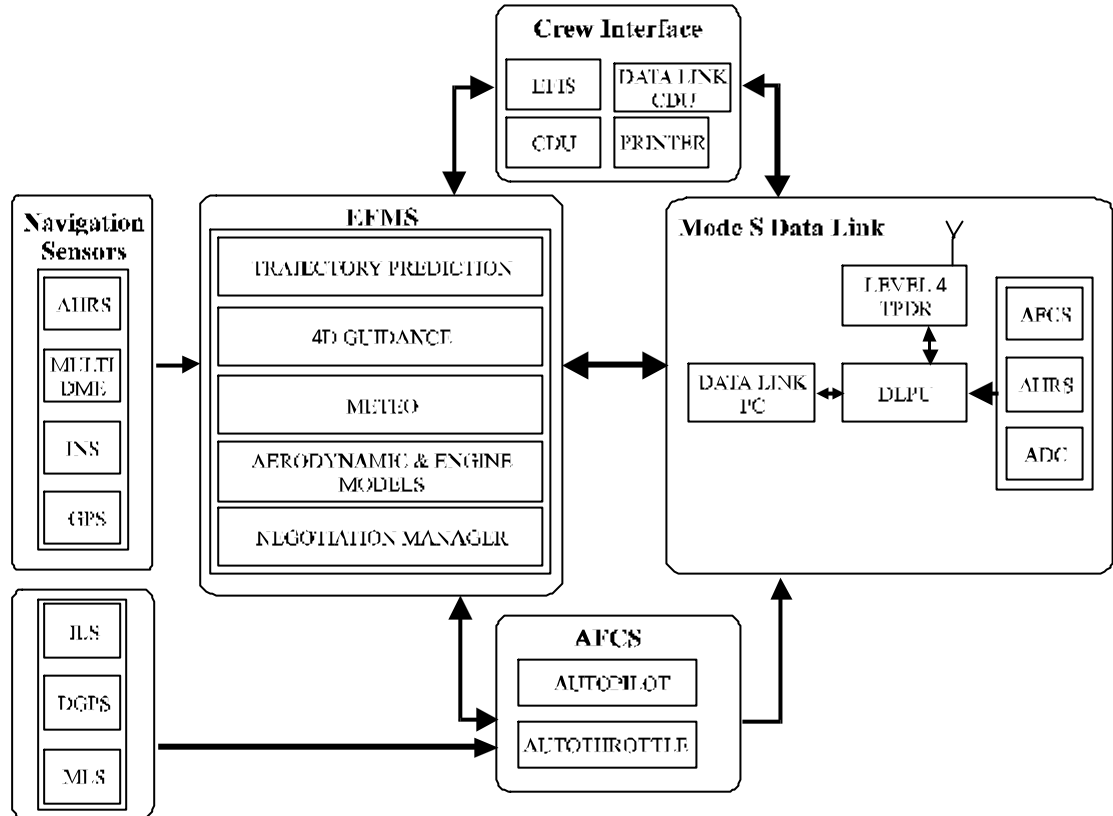 Crew Interface
EFIS
DATA LINK
CDU
CDU
PRINTER
Navigation
Sensors
AHRS
MULTI
DME
INS
GPS
EFMS
TRAJECTORY PREDICTION
4D GUIDANCE
METEO
AERODYNAMIC & ENGINE
MODELS
NEGOTIATION MANAGER
Mode S Data Link
LEVEL 4
TPDR
DATA LINK
PC
DLPU
AFCS
AHRS
ADC
ILS
DGPS
MLS
AFCS
AUTOPILOT
AUTOTHROTTLE